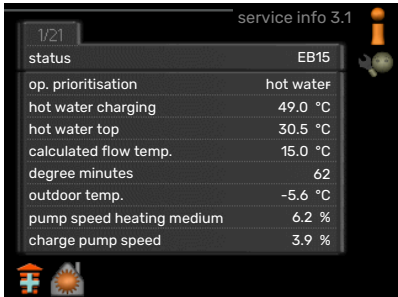 service info 3.1
1/21
status EB15
op. prioritisation hot water
hot water charging 49.0 °C
hot water top 30.5 °C
calculated flow temp. 15.0 °C
degree minutes 62
outdoor temp. -5.6 °C
pump speed heating medium 6.2 %
charge pump speed 3.9 %